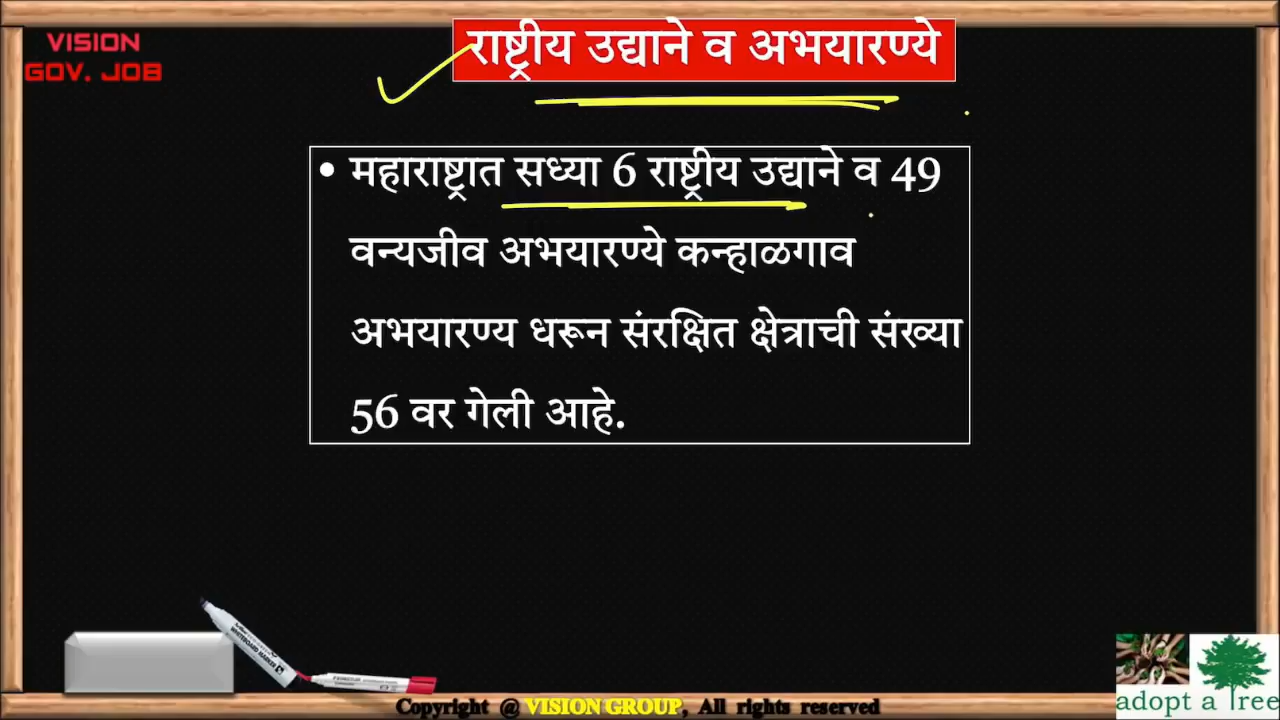 VISION
GOV. JOB
राष्ट्रीय उद्याने व अभयारण्ये
• महाराष्ट्रात सध्या 6 राष्ट्रीय उद्याने व 49
वन्यजीव अभयारण्ये कन्हाळगाव
अभयारण्य धरून संरक्षित क्षेत्राची संख्या
56 वर गेली आहे.
Copyright @ VISION GROUP, All rights reserved
adopt a Tree